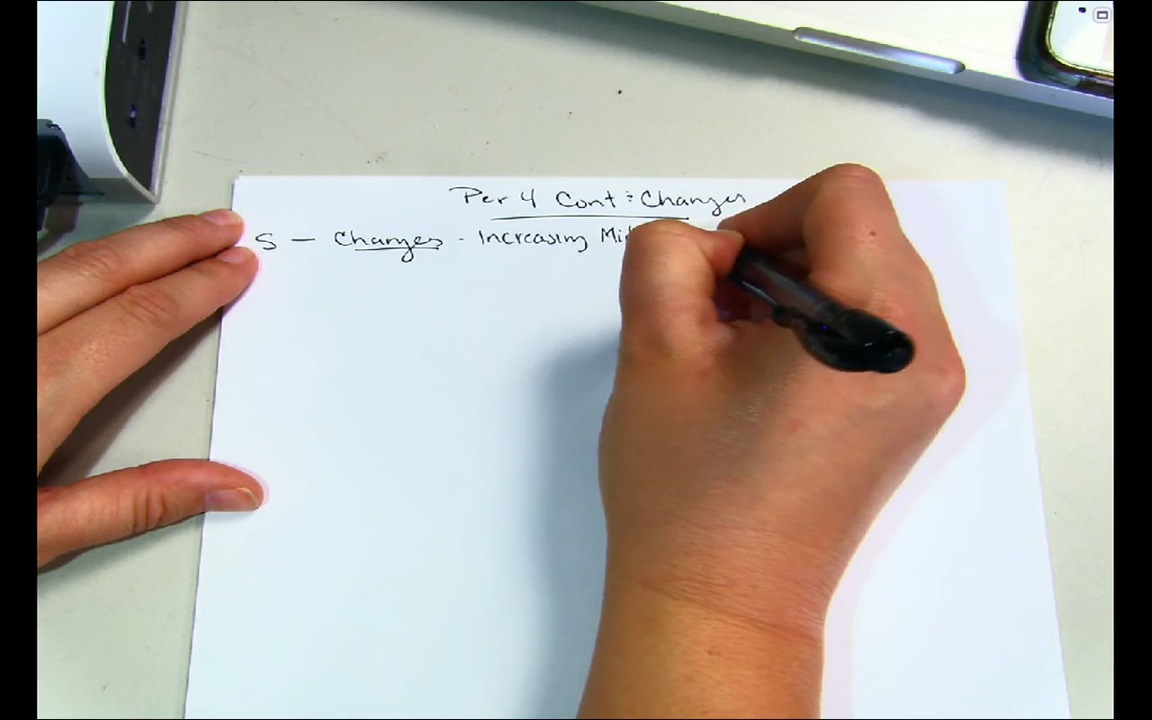 Per 4 Cont : Changes
S - Changes - Increasing